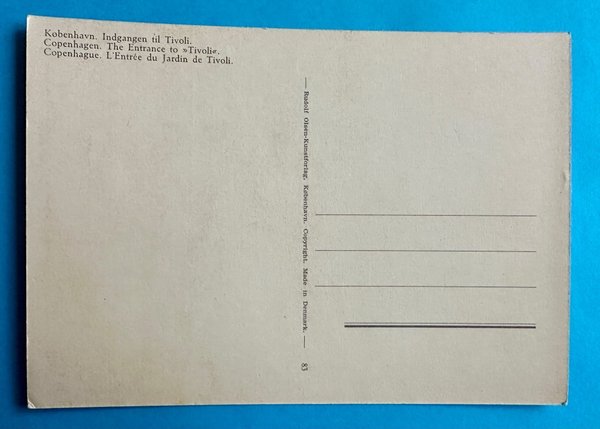 København. Indgangen til Tivoli.
Copenhagen. The Entrance to »Tivoli«.
Copenhague. L'Entrée du Jardin de Tivoli.
— Rudolf Olsen-Kunstforlag, København. Copyright. Made in Denmark. — 83